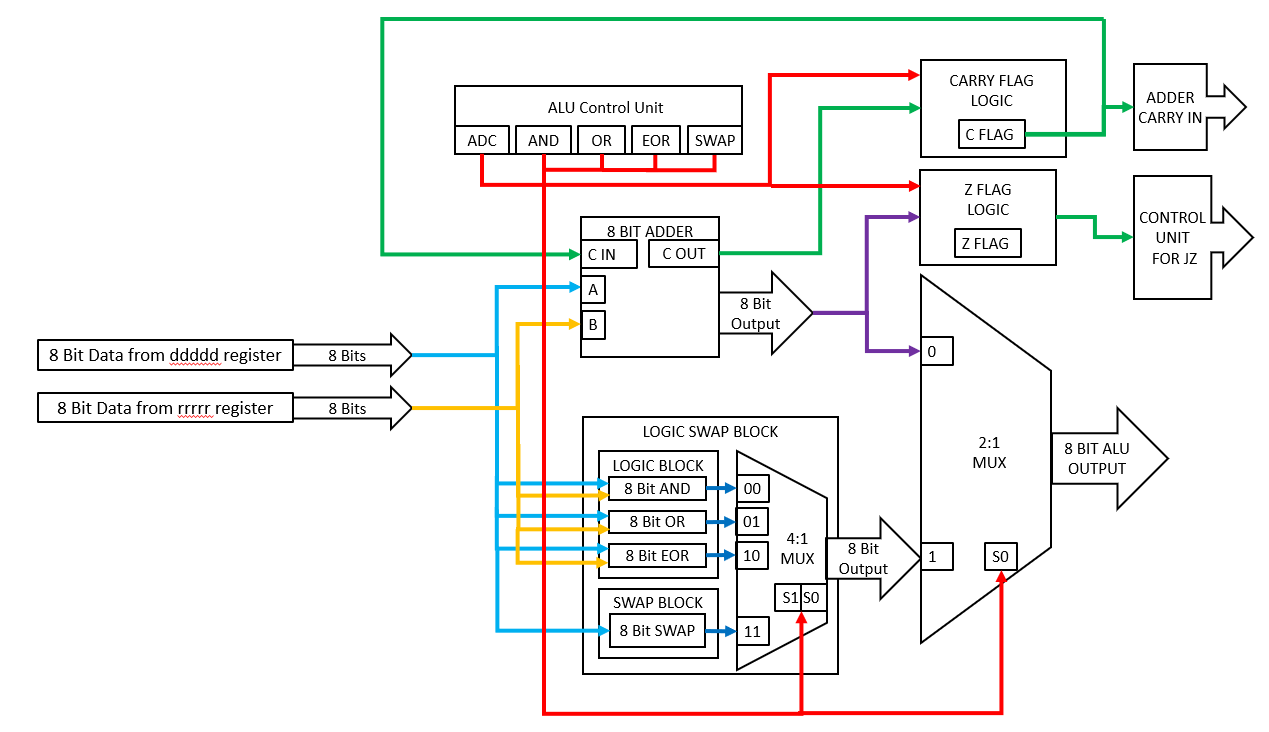 ALU Control Unit
ADC
AND
OR
EOR
SWAP
CARRY FLAG
LOGIC
C FLAG
ADDER
CARRY IN
Z FLAG
LOGIC
Z FLAG
CONTROL
UNIT
FOR JZ
8 BIT ADDER
C IN
C OUT
A
B
8 Bit
Output
8 Bit Data from ddddd register
8 Bits
8 Bit Data from rrrrr register
8 Bits
0
2:1
MUX
1
S0
8 BIT ALU
OUTPUT
LOGIC SWAP BLOCK
LOGIC BLOCK
8 Bit AND
8 Bit OR
8 Bit EOR
SWAP BLOCK
8 Bit SWAP
00
01
10
11
4:1
MUX
S1
S0
8 Bit
Output